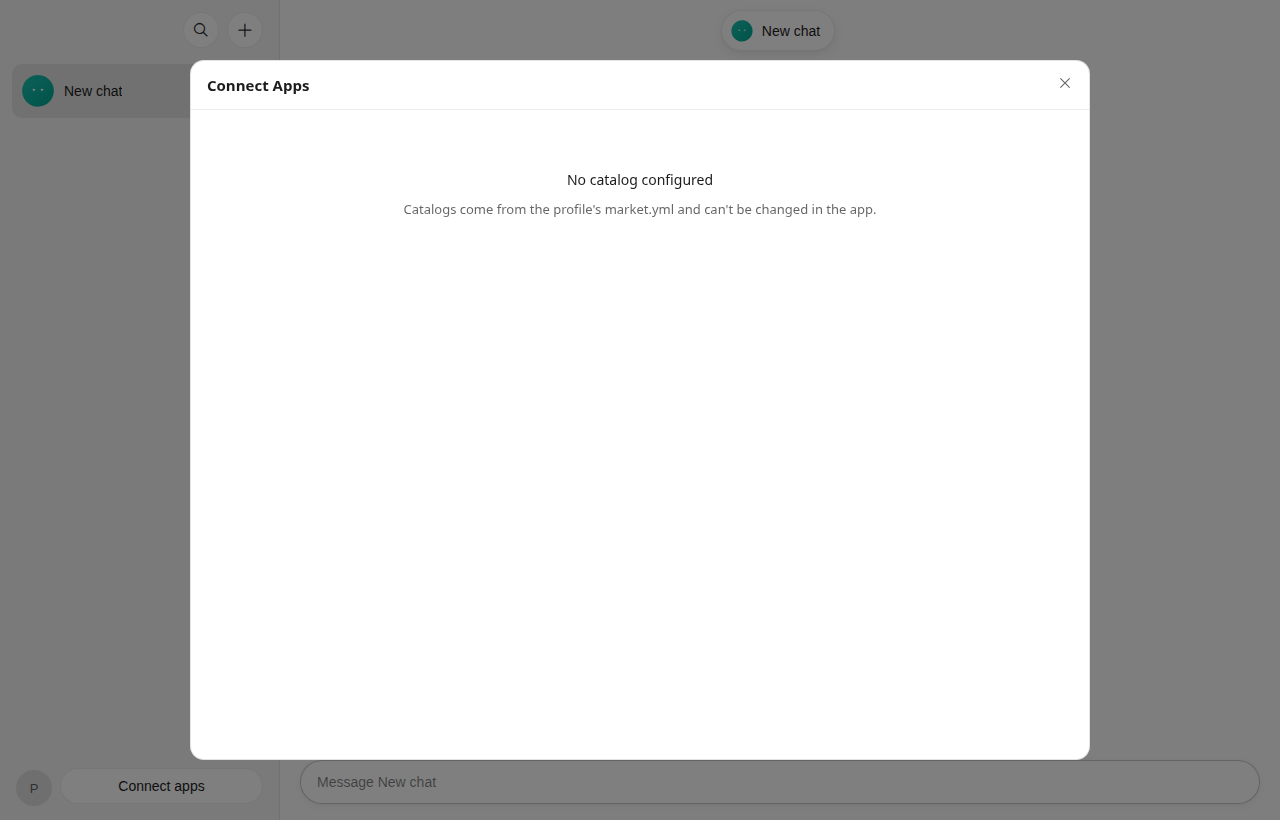 New chat
New chat
Connect Apps
No catalog configured
Catalogs come from the profile's market.yml and can't be changed in the app.
P
Connect apps
Message New chat